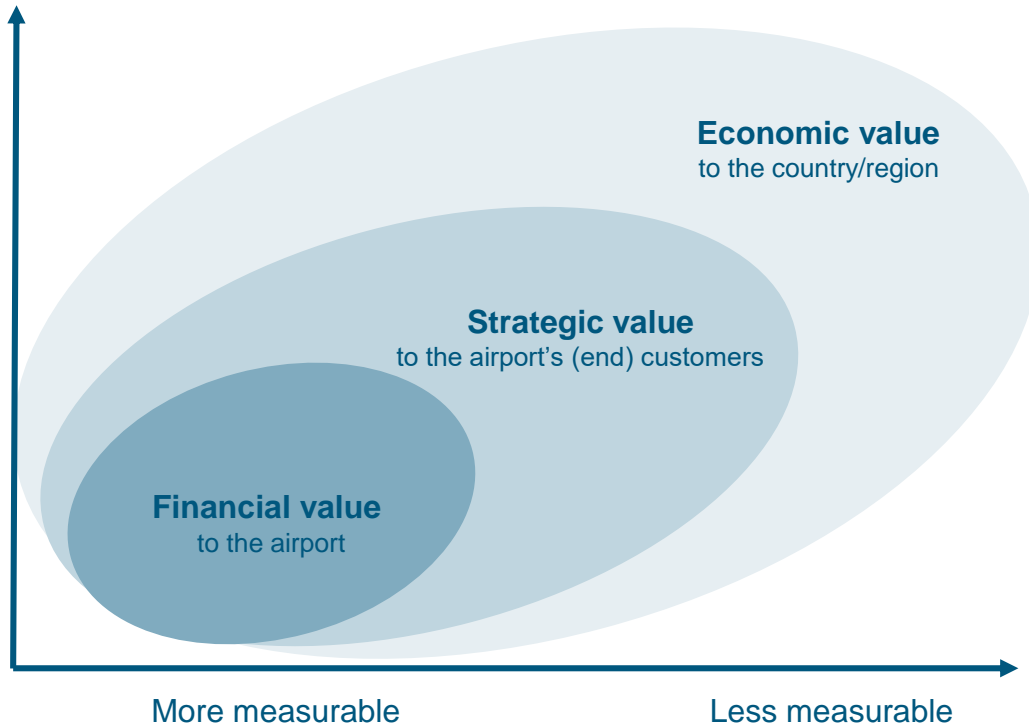 Economic value
to the country/region
Strategic value
to the airport's (end) customers
Financial value
to the airport
More measurable
Less measurable